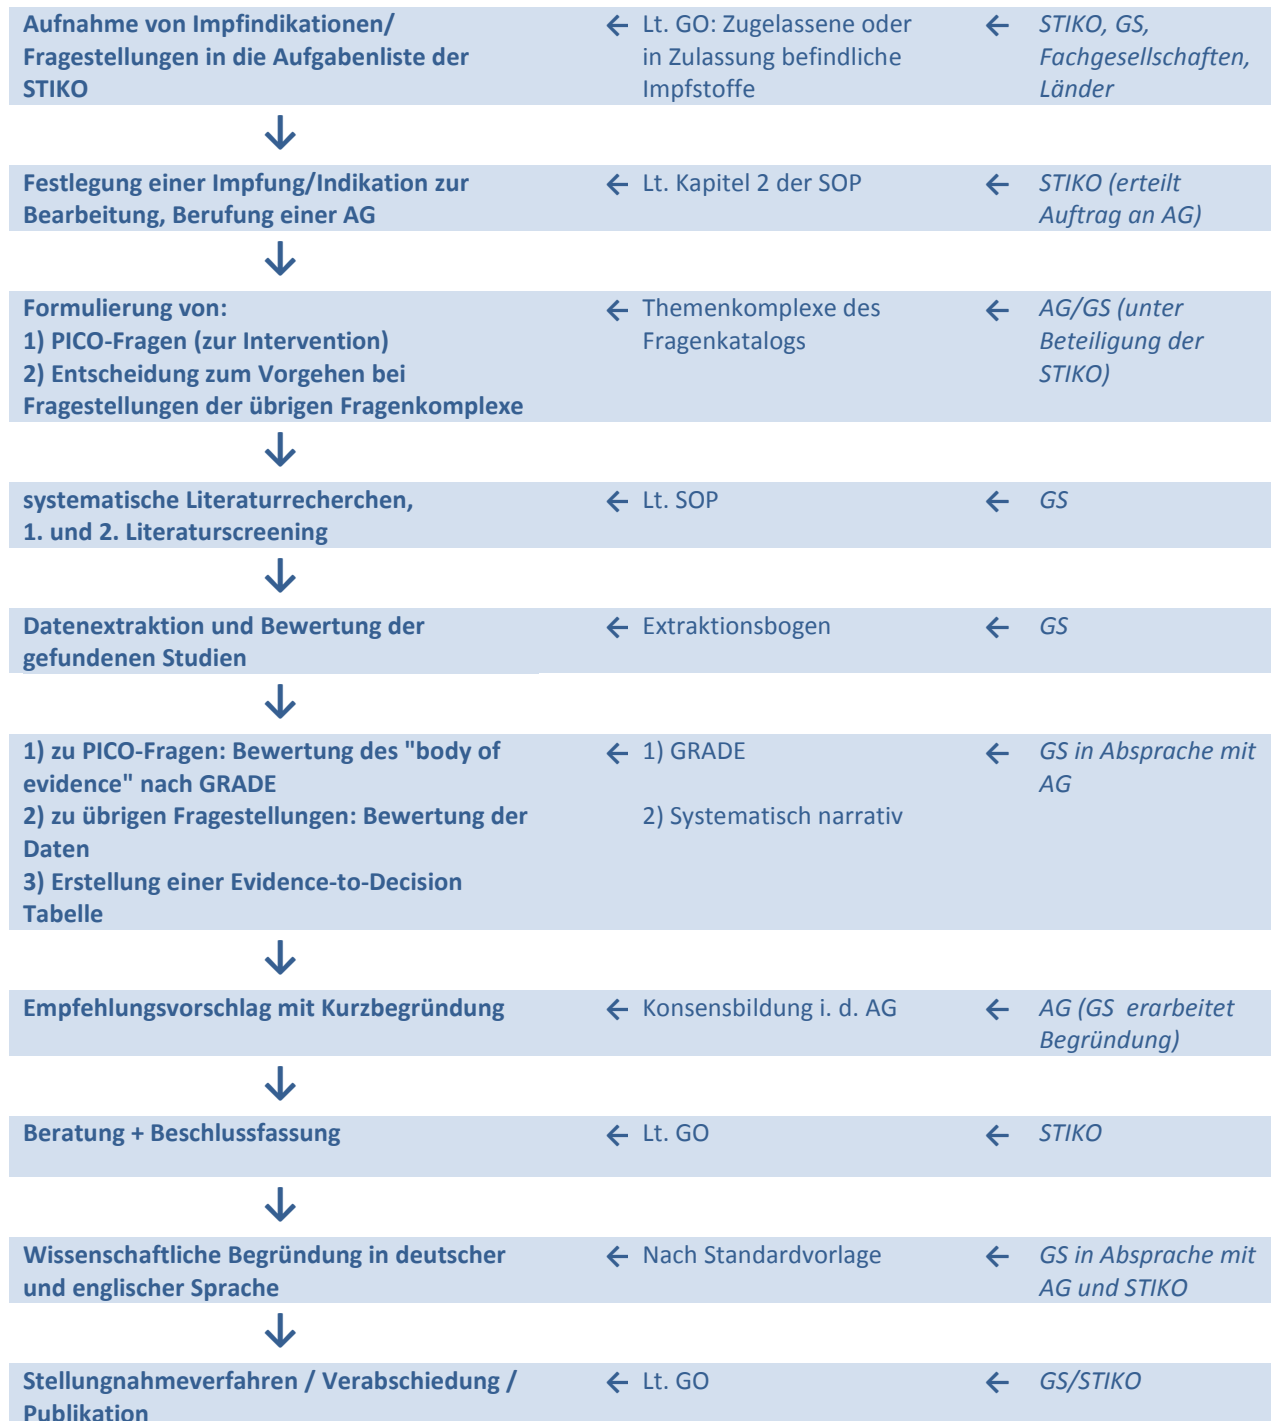 Aufnahme von Impfindikationen/
Fragestellungen in die Aufgabenliste der
STIKO
← Lt. GO: Zugelassene oder
in Zulassung befindliche
Impfstoffe
← STIKO, GS,
Fachgesellschaften,
Länder
↓
Festlegung einer Impfung/Indikation zur
Bearbeitung, Berufung einer AG
← Lt. Kapitel 2 der SOP
← STIKO (erteilt
Auftrag an AG)
↓
Formulierung von:
1) PICO-Fragen (zur Intervention)
2) Entscheidung zum Vorgehen bei
Fragestellungen der übrigen Fragenkomplexe
← Themenkomplexe des
Fragenkatalogs
← AG/GS (unter
Beteiligung der
STIKO)
↓
systematische Literaturrecherchen,
1. und 2. Literaturscreening
← Lt. SOP
← GS
↓
Datenextraktion und Bewertung der
gefundenen Studien
← Extraktionsbogen
← GS
↓
1) zu PICO-Fragen: Bewertung des "body of
evidence" nach GRADE
2) zu übrigen Fragestellungen: Bewertung der
Daten
3) Erstellung einer Evidence-to-Decision
Tabelle
← 1) GRADE
2) Systematisch narrativ
← GS in Absprache mit
AG
↓
Empfehlungsvorschlag mit Kurzbegründung
← Konsensbildung i. d. AG
← AG (GS erarbeitet
Begründung)
↓
Beratung + Beschlussfassung
← Lt. GO
← STIKO
↓
Wissenschaftliche Begründung in deutscher
und englischer Sprache
← Nach Standardvorlage
← GS in Absprache mit
AG und STIKO
↓
Stellungnahmeverfahren / Verabschiedung /
Publikation
← Lt. GO
← GS/STIKO